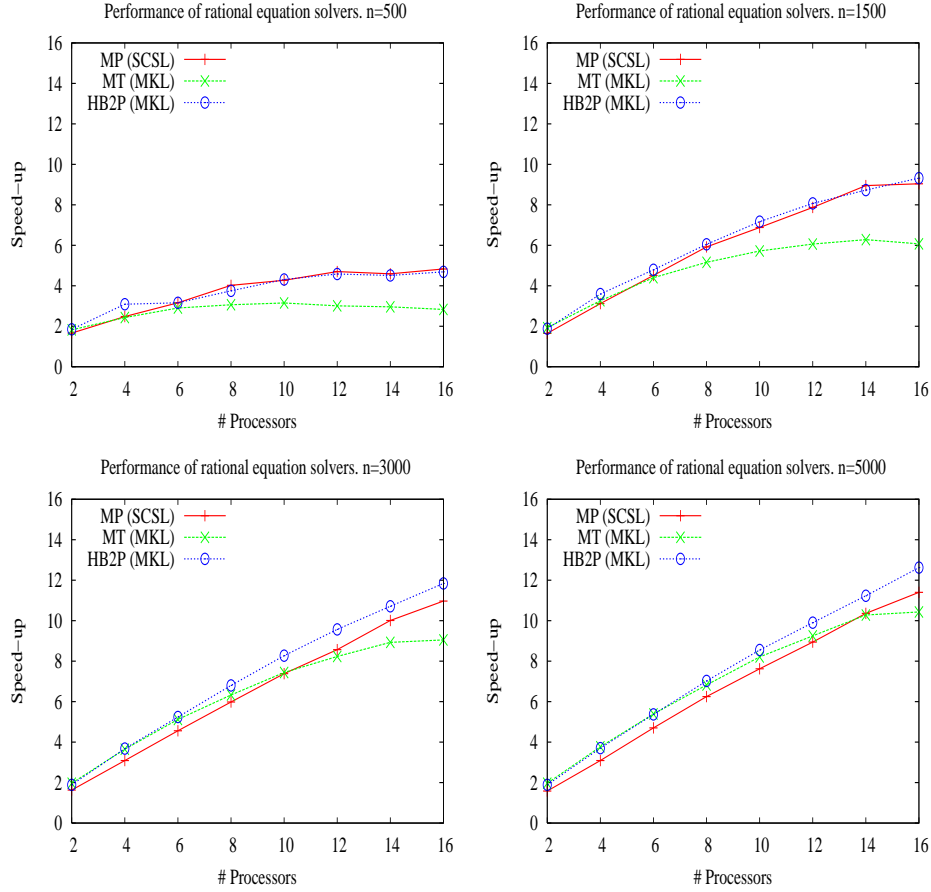 Performance of rational equation solvers. n=500
16
14
12
10
8
6
4
2
0
Speed-up
MP (SCSL)
MT (MKL)
HB2P (MKL)
2 4 6 8 10 12 14 16
# Processors
Performance of rational equation solvers. n=1500
16
14
12
10
8
6
4
2
0
Speed-up
MP (SCSL)
MT (MKL)
HB2P (MKL)
2 4 6 8 10 12 14 16
# Processors
Performance of rational equation solvers. n=3000
16
14
12
10
8
6
4
2
0
Speed-up
MP (SCSL)
MT (MKL)
HB2P (MKL)
2 4 6 8 10 12 14 16
# Processors
Performance of rational equation solvers. n=5000
16
14
12
10
8
6
4
2
0
Speed-up
MP (SCSL)
MT (MKL)
HB2P (MKL)
2 4 6 8 10 12 14 16
# Processors